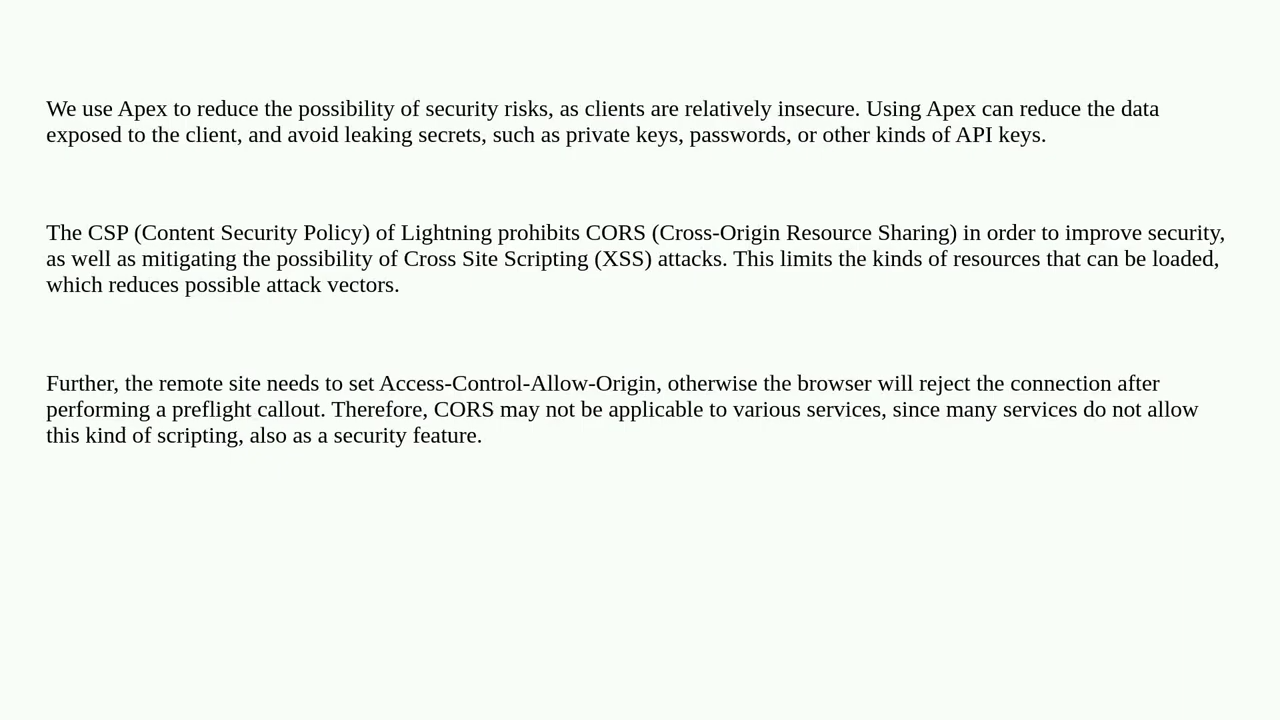 We use Apex to reduce the possibility of security risks, as clients are relatively insecure. Using Apex can reduce the data
exposed to the client, and avoid leaking secrets, such as private keys, passwords, or other kinds of API keys.
The CSP (Content Security Policy) of Lightning prohibits CORS (Cross-Origin Resource Sharing) in order to improve security,
as well as mitigating the possibility of Cross Site Scripting (XSS) attacks. This limits the kinds of resources that can be loaded,
which reduces possible attack vectors.
Further, the remote site needs to set Access-Control-Allow-Origin, otherwise the browser will reject the connection after
performing a preflight callout. Therefore, CORS may not be applicable to various services, since many services do not allow
this kind of scripting, also as a security feature.